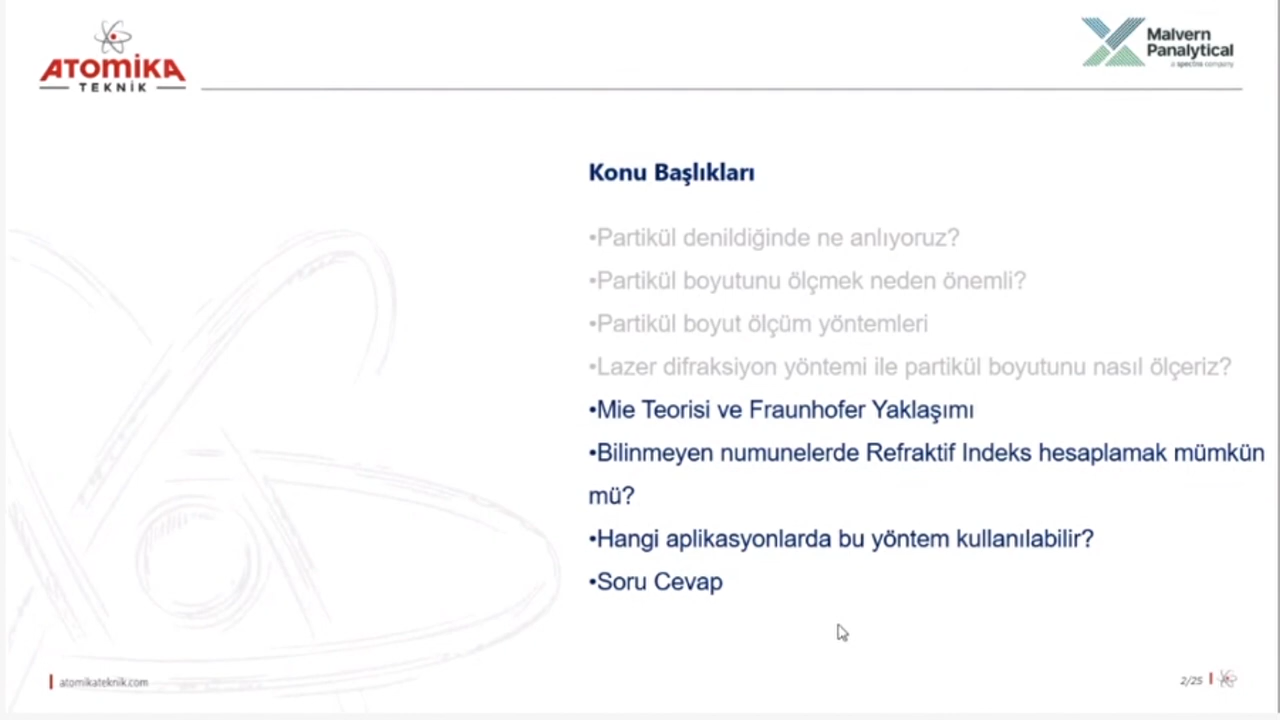 ATOMİKA
TEKNİK
Malvern
Panalytical
a spectris company
Konu Başlıkları
•Partikül denildiğinde ne anlıyoruz?
•Partikül boyutunu ölçmek neden önemli?
•Partikül boyut ölçüm yöntemleri
•Lazer difraksiyon yöntemi ile partikül boyutunu nasıl ölçeriz?
•Mie Teorisi ve Fraunhofer Yaklaşımı
•Bilinmeyen numunelerde Refraktif Indeks hesaplamak mümkün
mü?
•Hangi aplikasyonlarda bu yöntem kullanılabilir?
•Soru Cevap
atomikateknik.com
2/25